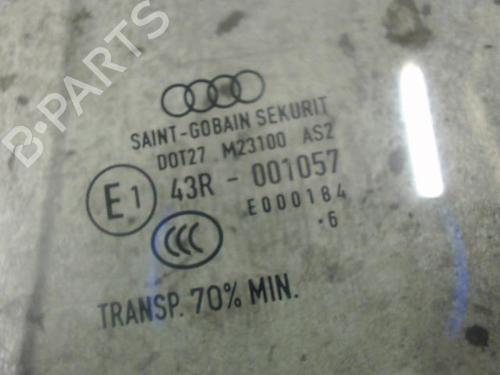 B-PARTS
SAINT-GOBAIN SEKURIT
DOT27 M23100 AS2
E1 43R - 001057
E000184
CCC .6
TRANSP. 70% MIN.